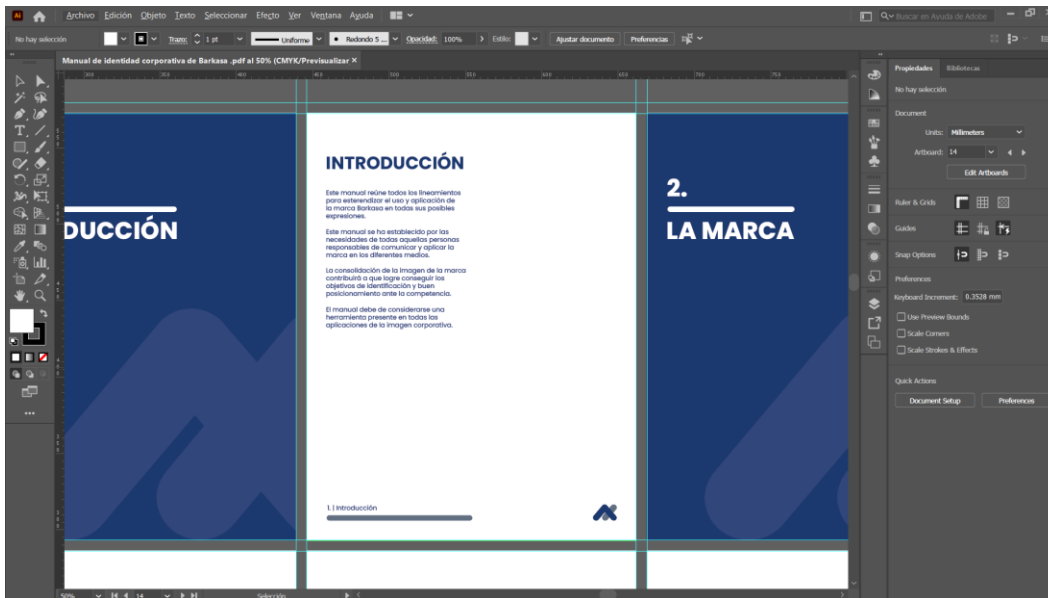 Ai
Archivo Edición Objeto Texto Seleccionar Efecto Ver Ventana Ayuda
Buscar en Ayuda de Adobe
No hay selección
Trazo: 1 pt
Uniforme
Redondo 5 ...
Opacidad: 100%
Estilo:
Ajustar documento
Preferencias
Manual de identidad corporativa de Barkasa .pdf al 50% (CMYK/Previsualizar ×
DUCCIÓN
INTRODUCCIÓN
Este manual reúne todos los lineamientos
para esterendizar el uso y aplicación de
la marca Barkasa en todas sus posibles
expresiones.
Este manual se ha establecido por las
necesidades de todas aquellas personas
responsables de comunicar y aplicar la
marca en los diferentes medios.
La consolidación de la imagen de la marca
contribuirá a que logre conseguir los
objetivos de identificación y buen
posicionamiento ante la competencia.
El manual debe de considerarse una
herramienta presente en todas las
aplicaciones de la imagen corporativa.
1. | Introducción
2.
LA MARCA
Propiedades Bibliotecas
No hay selección
Document
Units: Millimeters
Artboard: 14
Edit Artboards
Ruler & Grids
Guides
Snap Options
Preferences
Keyboard Increment: 0.3528 mm
Use Preview Bounds
Scale Corners
Scale Strokes & Effects
Quick Actions
Document Setup
Preferences
50%
14
Selección